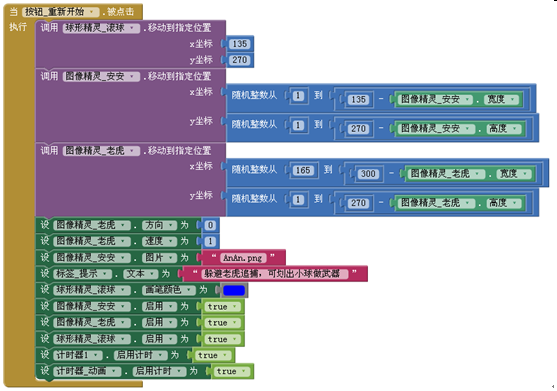 当 按钮_重新开始 .被点击
执行 调用 球形精灵_滚球 .移动到指定位置
x坐标 135
y坐标 270
调用 图像精灵_安安 .移动到指定位置
x坐标 随机整数从 1 到 135 - 图像精灵_安安 . 宽度
y坐标 随机整数从 1 到 270 - 图像精灵_安安 . 高度
调用 图像精灵_老虎 .移动到指定位置
x坐标 随机整数从 165 到 300 - 图像精灵_老虎 . 宽度
y坐标 随机整数从 1 到 270 - 图像精灵_老虎 . 高度
设 图像精灵_老虎 . 方向 为 0
设 图像精灵_老虎 . 速度 为 1
设 图像精灵_安安 . 图片 为 “ AnAn.png ”
设 标签_提示 . 文本 为 “ 躲避老虎追捕，可划出小球做武器 ”
设 球形精灵_滚球 . 画笔颜色 为
设 图像精灵_安安 . 启用 为 true
设 图像精灵_老虎 . 启用 为 true
设 球形精灵_滚球 . 启用 为 true
设 计时器1 . 启用计时 为 true
设 计时器_动画 . 启用计时 为 true